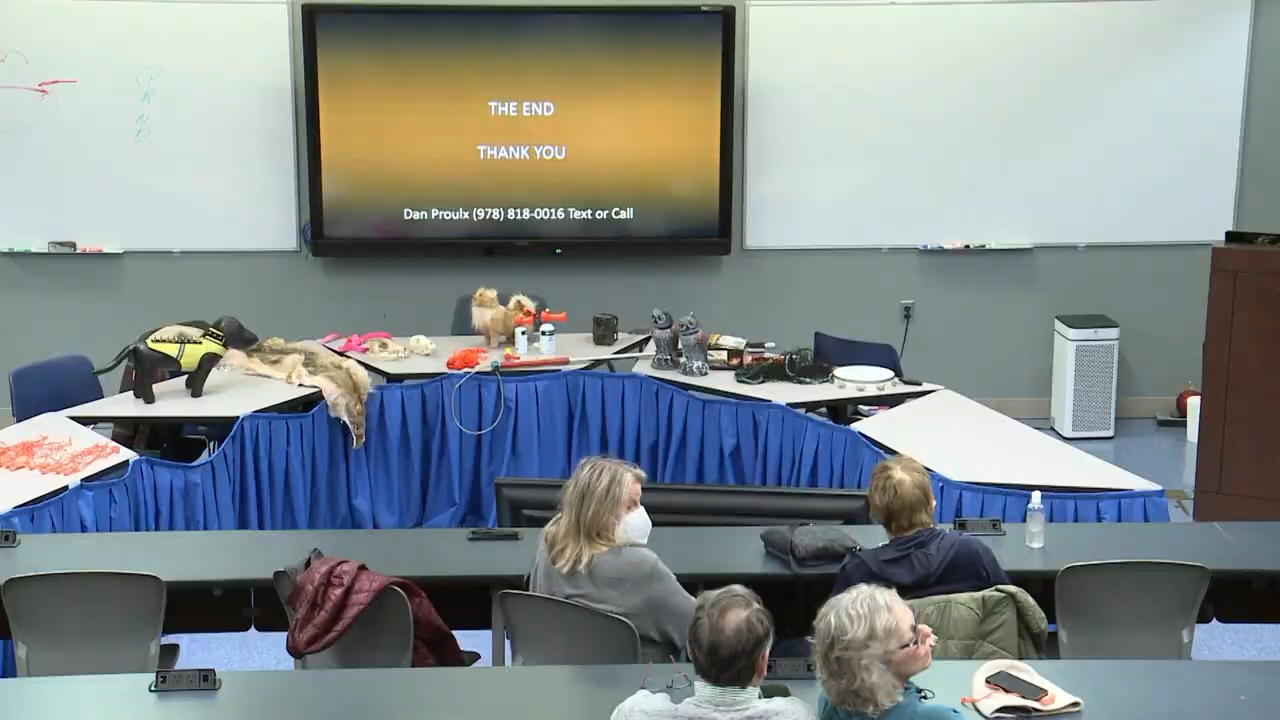 THE END
THANK YOU
Dan Proulx (978) 818-0016 Text or Call